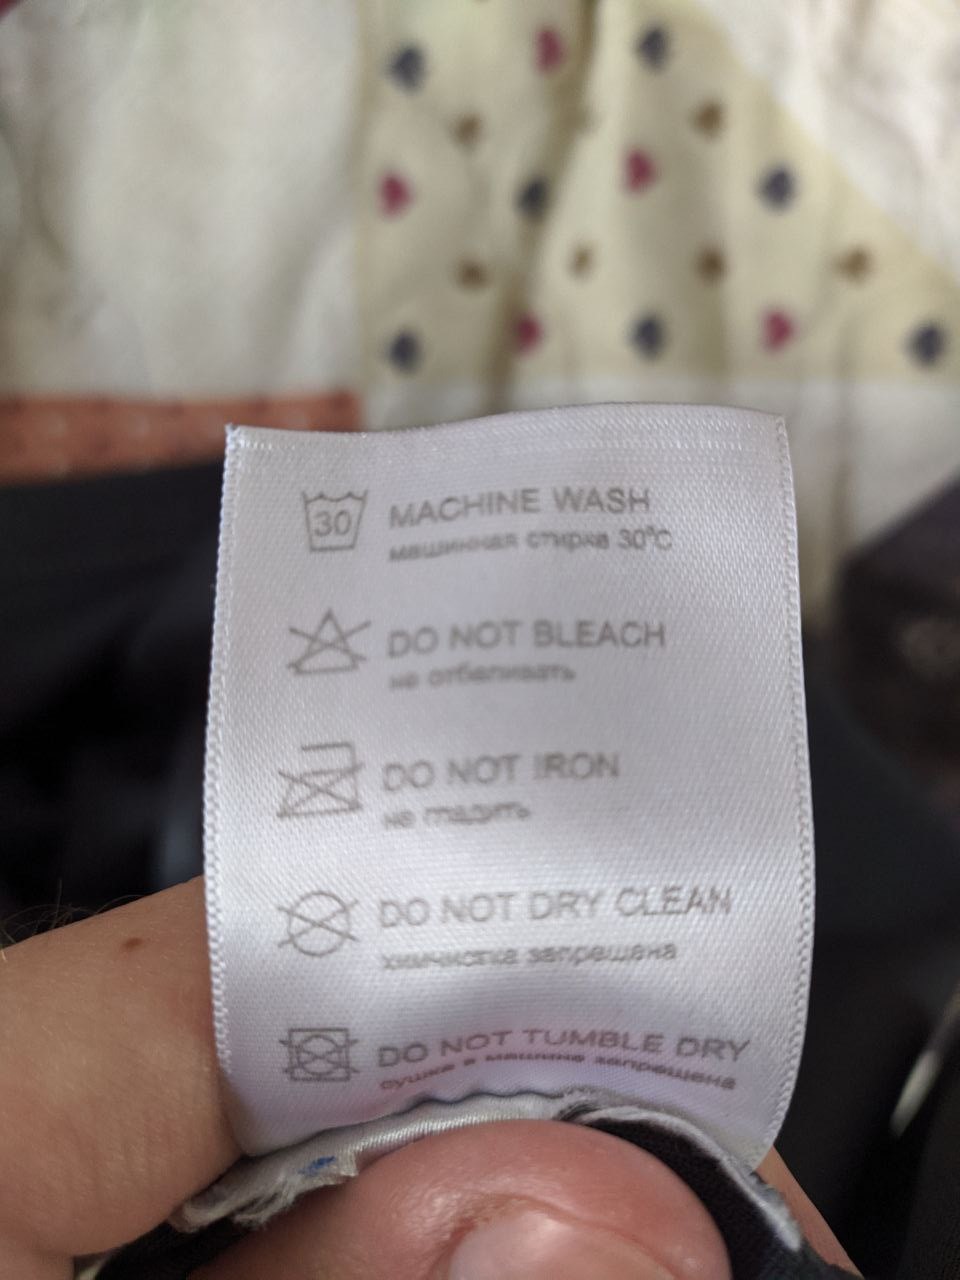 30 MACHINE WASH
машинная стирка 30°C
DO NOT BLEACH
не отбеливать
DO NOT IRON
не гладить
DO NOT DRY CLEAN
химчистка запрещена
DO NOT TUMBLE DRY
сушка в машине запрещена